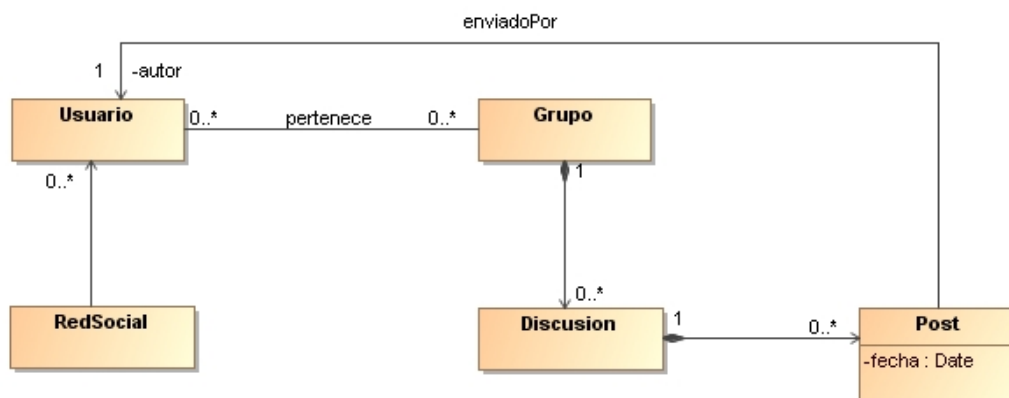 enviadoPor
1 -autor
Usuario
0..* pertenece 0..*
Grupo
0..*
1
RedSocial
0..*
Discusion
1 0..*
Post
-fecha : Date